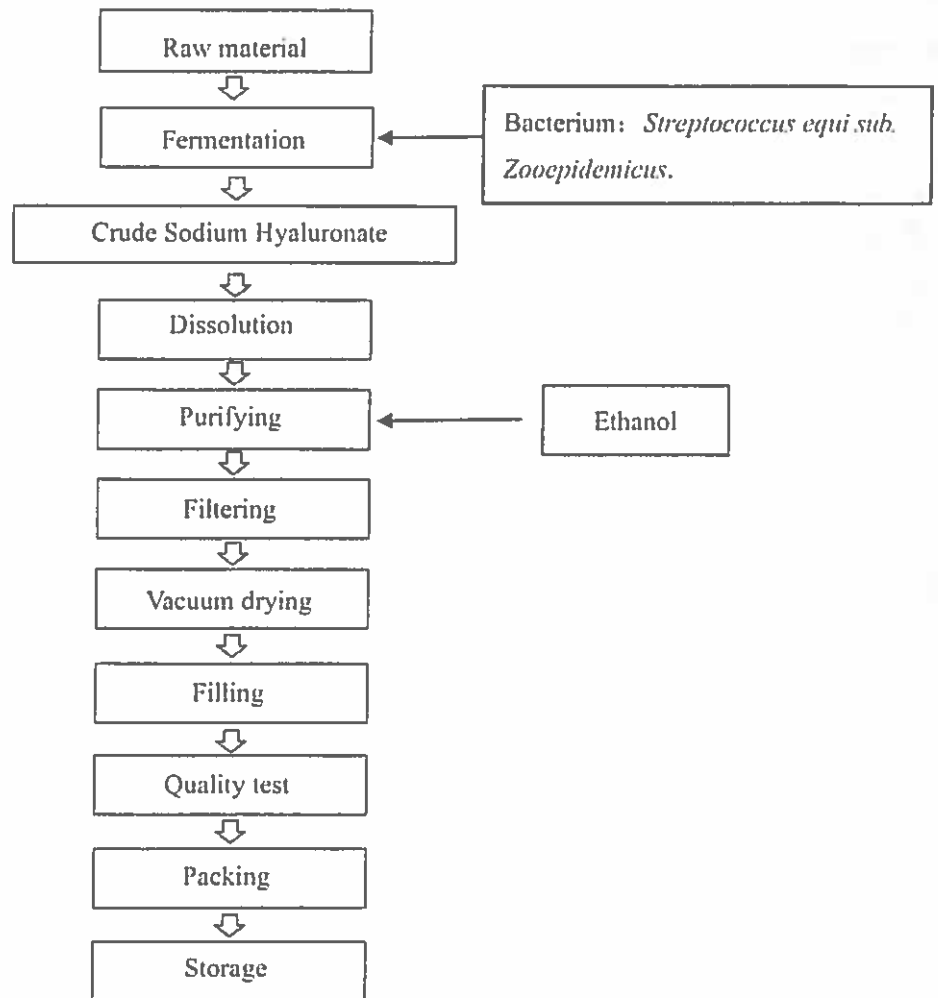 Raw material
Fermentation
Bacterium: Streptococcus equi sub.
Zooepidemicus.
Crude Sodium Hyaluronate
Dissolution
Purifying
Ethanol
Filtering
Vacuum drying
Filling
Quality test
Packing
Storage